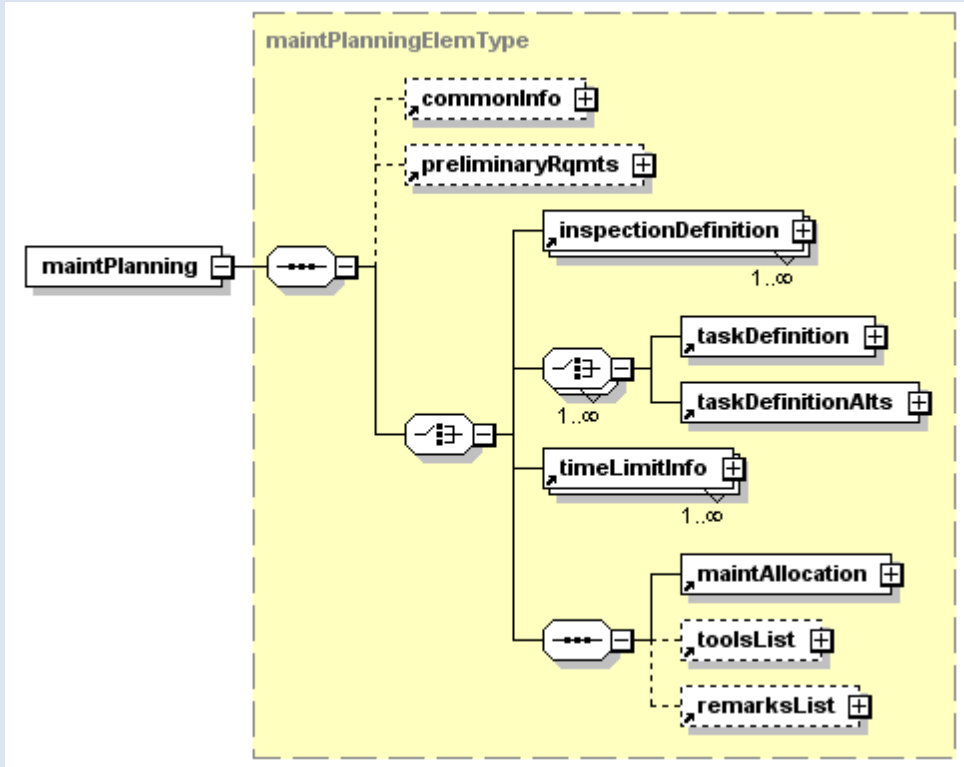 maintPlanningElemType
commonInfo
preliminaryRqmts
inspectionDefinition
1..∞
maintPlanning
taskDefinition
1..∞
taskDefinitionAlts
timeLimitInfo
1..∞
maintAllocation
toolsList
remarksList